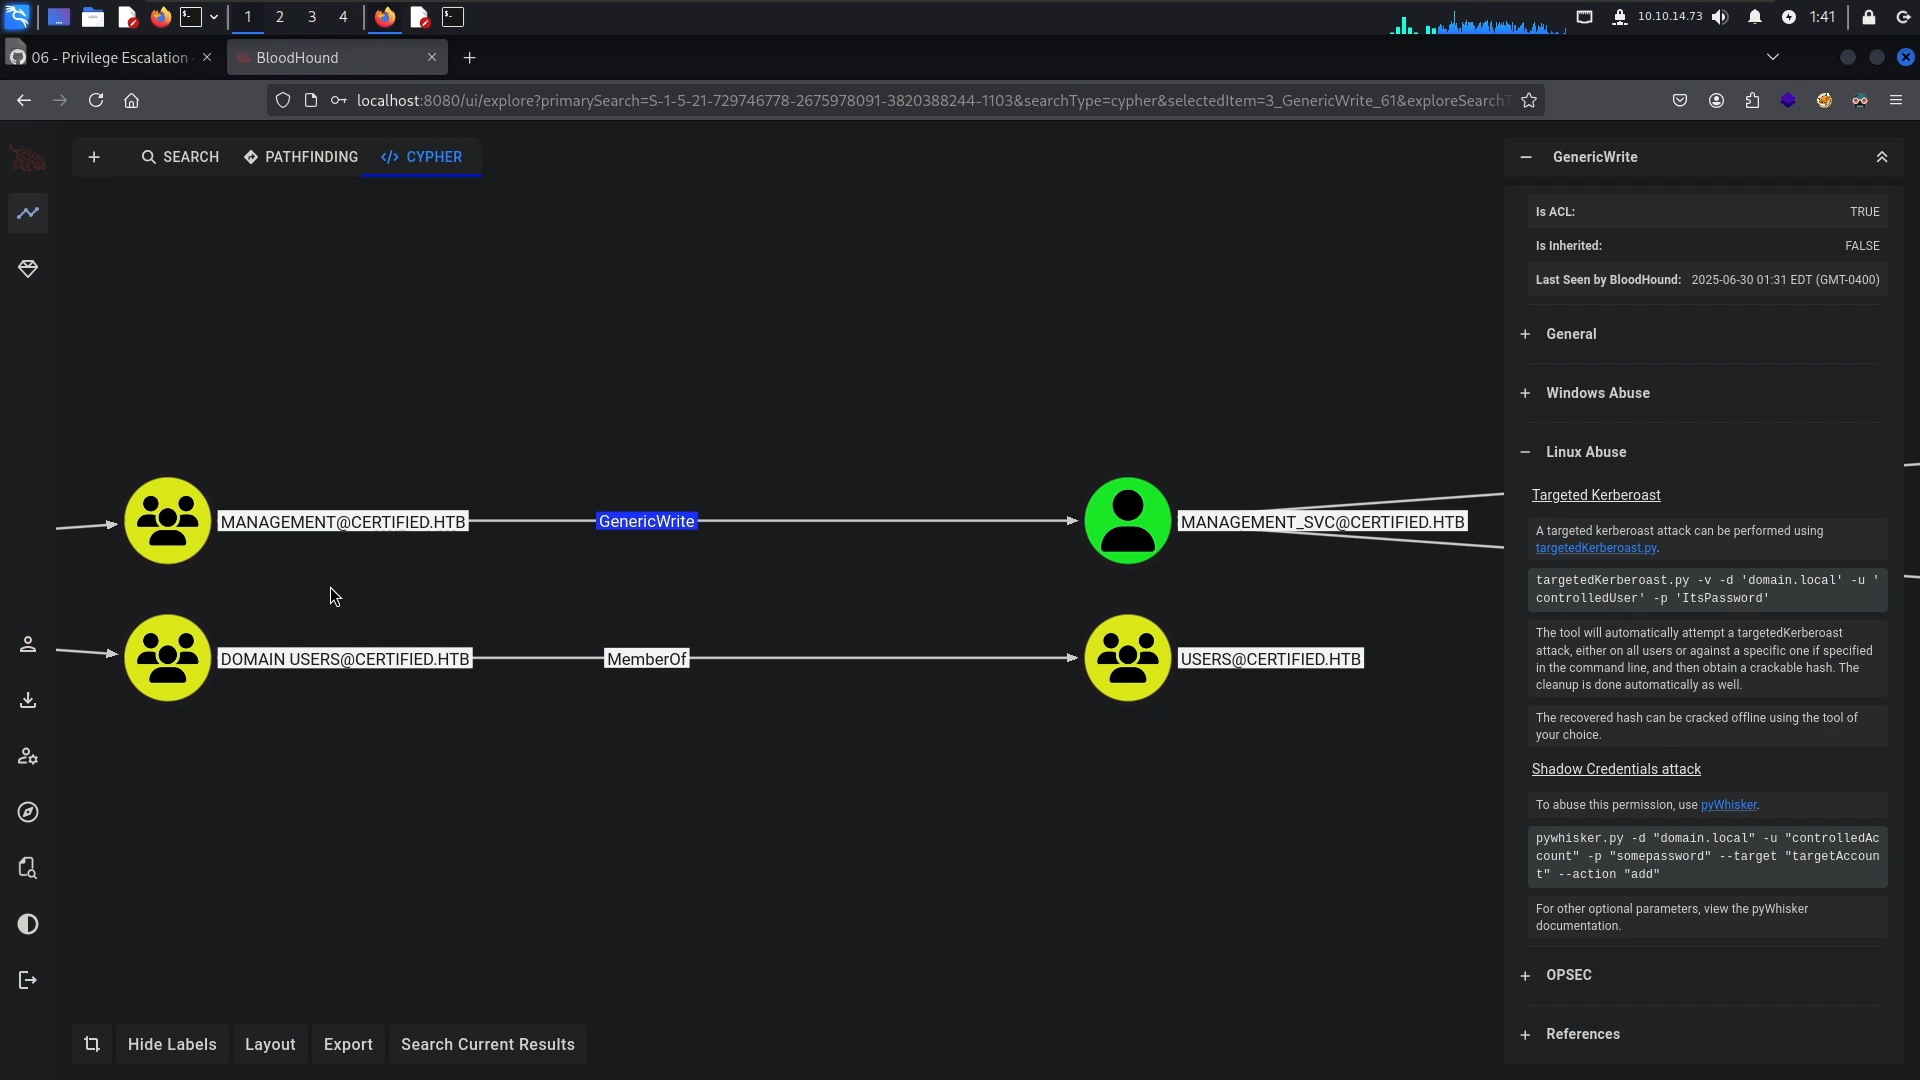 1
2
3
4
10.10.14.73
1:41
06 - Privilege Escalation
BloodHound
localhost:8080/ui/explore?primarySearch=S-1-5-21-729746778-2675978091-3820388244-1103&searchType=cypher&selectedItem=3_GenericWrite_61&exploreSearchT
SEARCH
PATHFINDING
CYPHER
GenericWrite
Is ACL: TRUE
Is Inherited: FALSE
Last Seen by BloodHound: 2025-06-30 01:31 EDT (GMT-0400)
General
Windows Abuse
Linux Abuse
Targeted Kerberoast
A targeted kerberoast attack can be performed using
targetedKerberoast.py.
targetedKerberoast.py -v -d 'domain.local' -u '
controlledUser' -p 'ItsPassword'
The tool will automatically attempt a targetedKerberoast
attack, either on all users or against a specific one if specified
in the command line, and then obtain a crackable hash. The
cleanup is done automatically as well.
The recovered hash can be cracked offline using the tool of
your choice.
Shadow Credentials attack
To abuse this permission, use pyWhisker.
pywhisker.py -d "domain.local" -u "controlledAc
count" -p "somepassword" --target "targetAccoun
t" --action "add"
For other optional parameters, view the pyWhisker
documentation.
OPSEC
References
MANAGEMENT@CERTIFIED.HTB
GenericWrite
MANAGEMENT_SVC@CERTIFIED.HTB
DOMAIN USERS@CERTIFIED.HTB
MemberOf
USERS@CERTIFIED.HTB
Hide Labels
Layout
Export
Search Current Results